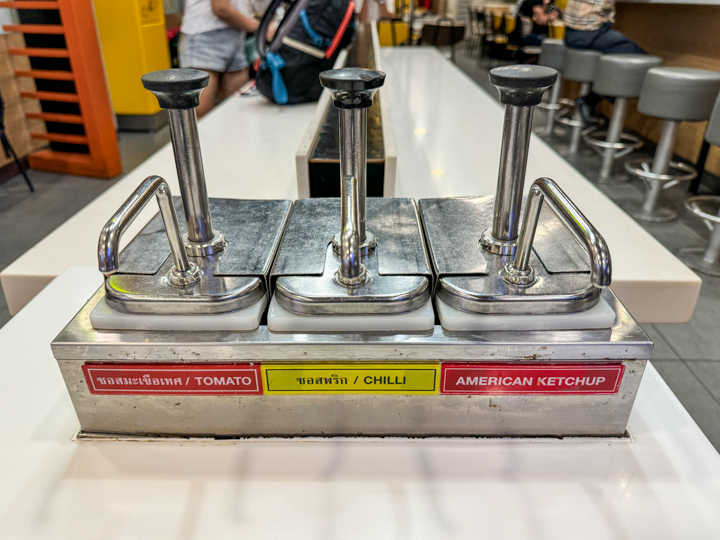 ซอสมะเขือเทศ / TOMATO
ซอสพริก / CHILLI
AMERICAN KETCHUP